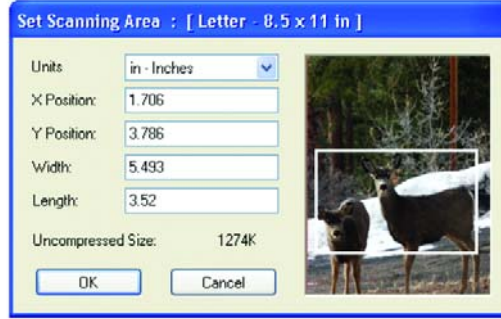 Set Scanning Area : [ Letter - 8.5 x 11 in ]
Units in - Inches
X Position: 1.706
Y Position: 3.786
Width: 5.493
Length: 3.52
Uncompressed Size: 1274K
OK Cancel